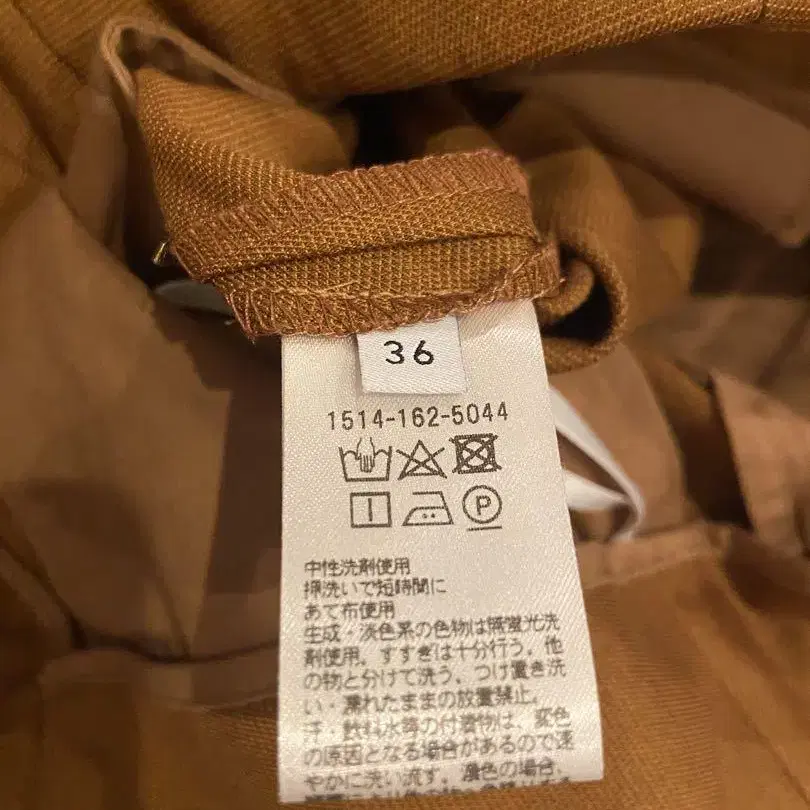 36
1514-162-5044
P
中性洗剤使用
押洗いで短時間に
あて布使用
生成・淡色系の色物は無蛍光洗
剤使用。すすぎは十分行う。他
の物と分けて洗う。つけ置き洗
い・濡れたままの放置禁止。
汗・飲料水等の付着物は、変色
の原因となる場合があるので速
やかに洗い流す。濃色の場合、